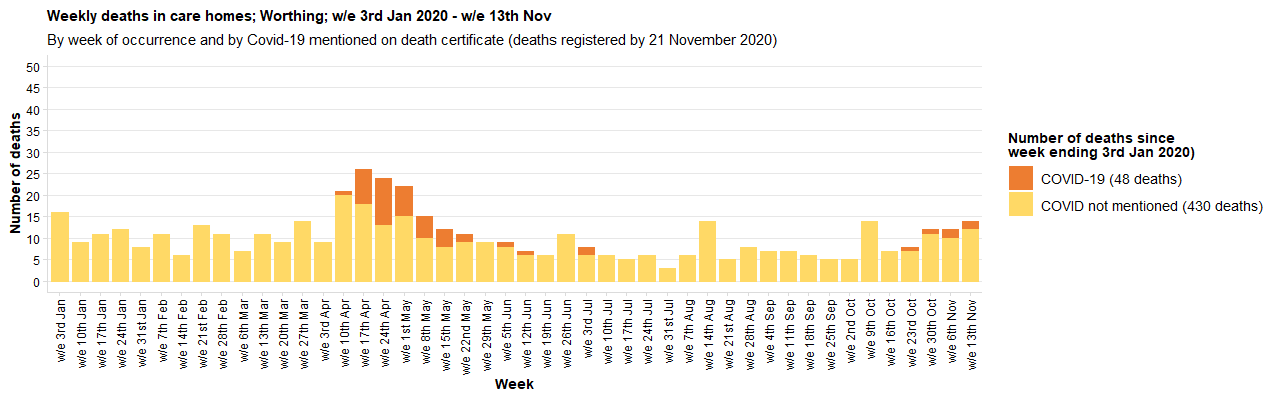 Weekly deaths in care homes; Worthing; w/e 3rd Jan 2020 - w/e 13th Nov
By week of occurrence and by Covid-19 mentioned on death certificate (deaths registered by 21 November 2020)
50
45
40
35
30
25
20
15
10
5
0
Number of deaths
w/e 3rd Jan
w/e 10th Jan
w/e 17th Jan
w/e 24th Jan
w/e 31st Jan
w/e 7th Feb
w/e 14th Feb
w/e 21st Feb
w/e 28th Feb
w/e 6th Mar
w/e 13th Mar
w/e 20th Mar
w/e 27th Mar
w/e 3rd Apr
w/e 10th Apr
w/e 17th Apr
w/e 24th Apr
w/e 1st May
w/e 8th May
w/e 15th May
w/e 22nd May
w/e 29th May
w/e 5th Jun
w/e 12th Jun
w/e 19th Jun
w/e 26th Jun
w/e 3rd Jul
w/e 10th Jul
w/e 17th Jul
w/e 24th Jul
w/e 31st Jul
w/e 7th Aug
w/e 14th Aug
w/e 21st Aug
w/e 28th Aug
w/e 4th Sep
w/e 11th Sep
w/e 18th Sep
w/e 25th Sep
w/e 2nd Oct
w/e 9th Oct
w/e 16th Oct
w/e 23rd Oct
w/e 30th Oct
w/e 6th Nov
w/e 13th Nov
Week
Number of deaths since
week ending 3rd Jan 2020)
COVID-19 (48 deaths)
COVID not mentioned (430 deaths)